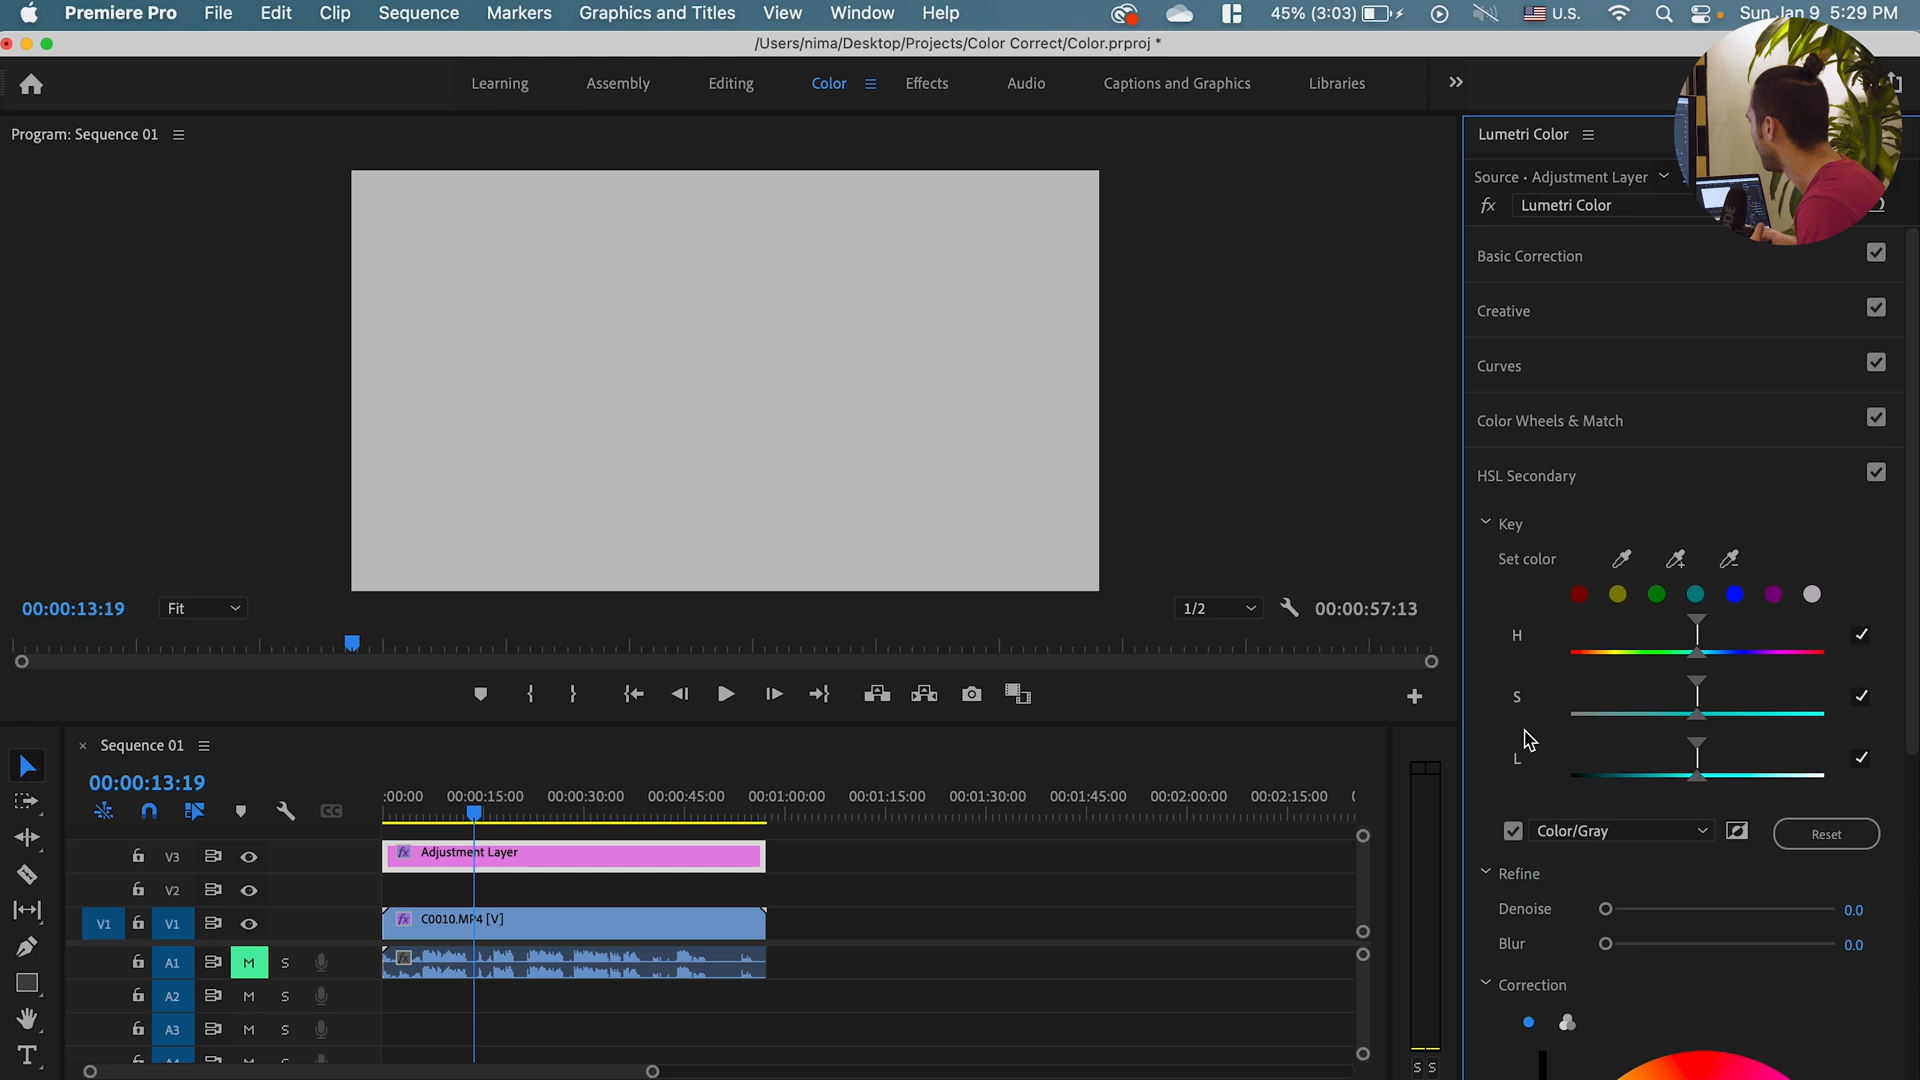 Premiere Pro File Edit Clip Sequence Markers Graphics and Titles View Window Help 45% (3:03) U.S. Sun Jan 9 5:29 PM
/Users/nima/Desktop/Projects/Color Correct/Color.prproj *
Learning Assembly Editing Color Effects Audio Captions and Graphics Libraries
Program: Sequence 01
Lumetri Color
Source • Adjustment Layer
fx Lumetri Color
Basic Correction
Creative
Curves
Color Wheels & Match
HSL Secondary
Key
Set color
H
S
L
Color/Gray Reset
Refine
Denoise 0.0
Blur 0.0
Correction
00:00:13:19 Fit 1/2 00:00:57:13
× Sequence 01
00:00:13:19
:00:00 00:00:15:00 00:00:30:00 00:00:45:00 00:01:00:00 00:01:15:00 00:01:30:00 00:01:45:00 00:02:00:00 00:02:15:00
CC
V3 fx Adjustment Layer
V2
V1 V1 fx C0010.MP4 [V]
A1 M S fx
A2 M S
A3 M S
T
S S